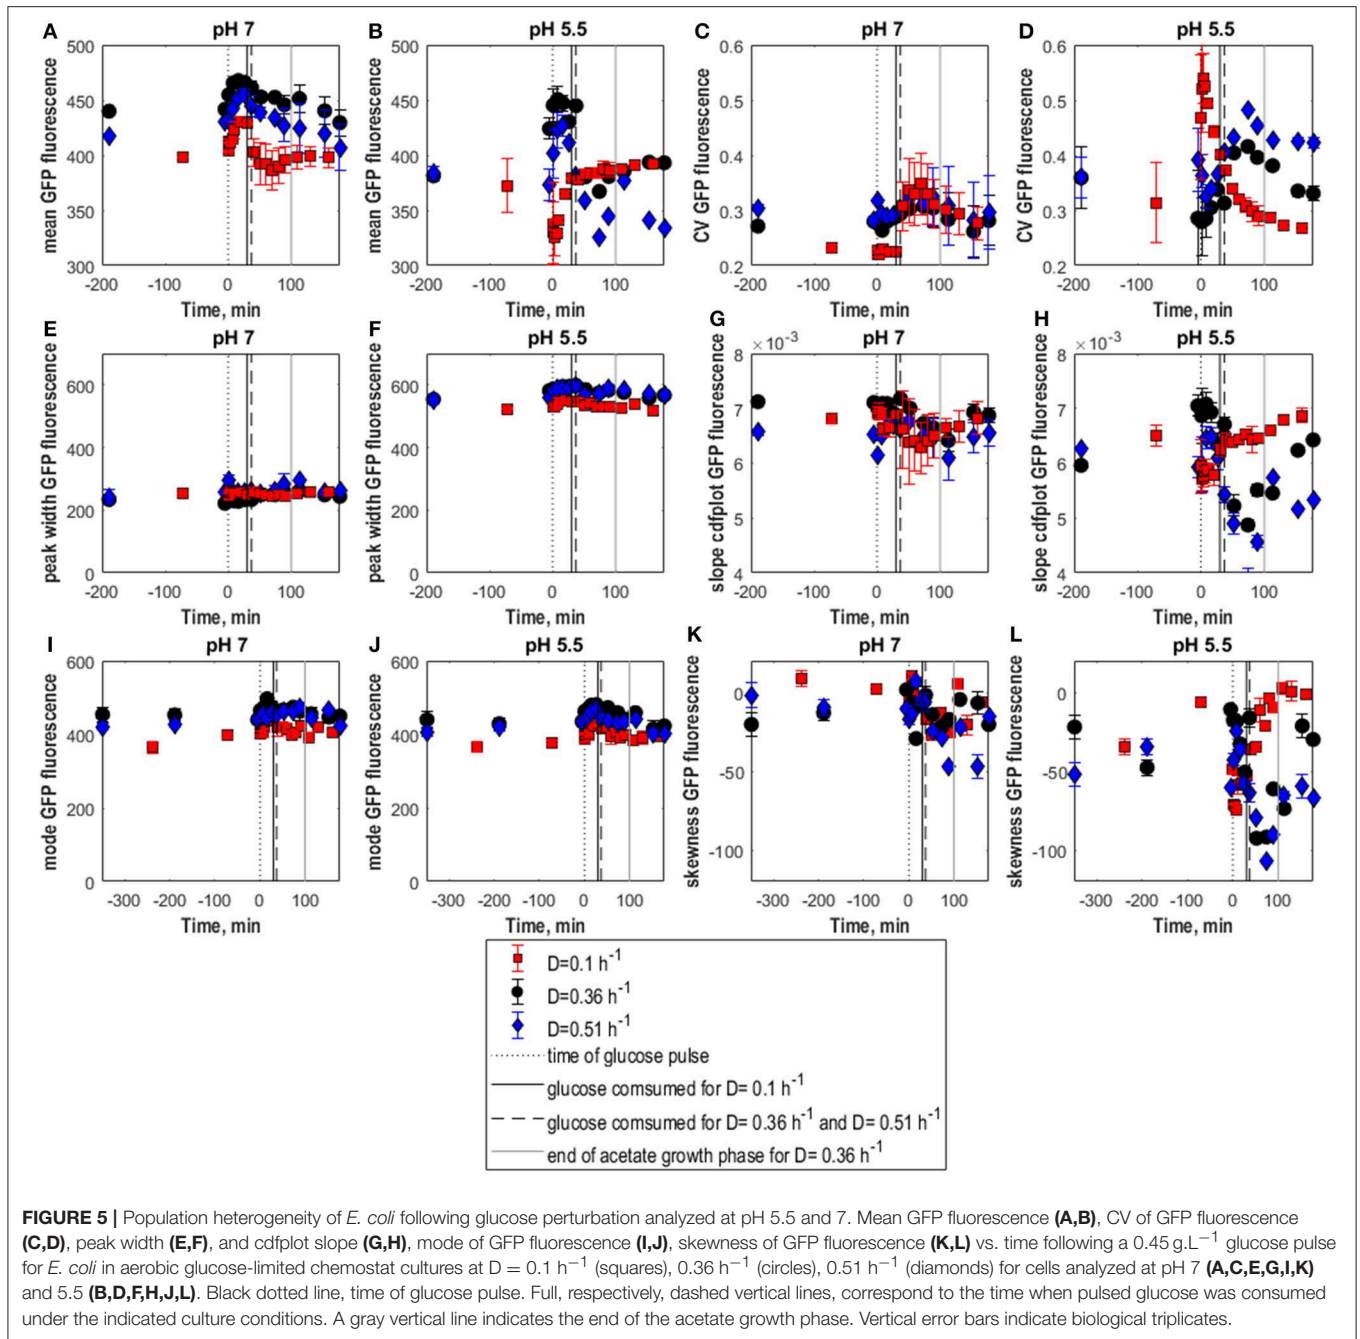 A pH 7
mean GFP fluorescence
500
450
400
350
300
-200 -100 0 100
Time, min
B pH 5.5
mean GFP fluorescence
500
450
400
350
300
-200 -100 0 100
Time, min
C pH 7
CV GFP fluorescence
0.6
0.5
0.4
0.3
0.2
-200 -100 0 100
Time, min
D pH 5.5
CV GFP fluorescence
0.6
0.5
0.4
0.3
0.2
-200 -100 0 100
Time, min
E pH 7
peak width GFP fluorescence
600
400
200
0
-200 -100 0 100
Time, min
F pH 5.5
peak width GFP fluorescence
600
400
200
0
-200 -100 0 100
Time, min
G pH 7
× 10⁻³
slope cdfplot GFP fluorescence
8
7
6
5
4
-200 -100 0 100
Time, min
H pH 5.5
× 10⁻³
slope cdfplot GFP fluorescence
8
7
6
5
4
-200 -100 0 100
Time, min
I pH 7
mode GFP fluorescence
600
400
200
0
-300 -200 -100 0 100
Time, min
J pH 5.5
mode GFP fluorescence
600
400
200
0
-300 -200 -100 0 100
Time, min
K pH 7
skewness GFP fluorescence
0
-50
-100
-300 -200 -100 0 100
Time, min
L pH 5.5
skewness GFP fluorescence
0
-50
-100
-300 -200 -100 0 100
Time, min
D=0.1 h⁻¹
D=0.36 h⁻¹
D=0.51 h⁻¹
time of glucose pulse
glucose comsumed for D= 0.1 h⁻¹
glucose comsumed for D= 0.36 h⁻¹ and D= 0.51 h⁻¹
end of acetate growth phase for D= 0.36 h⁻¹
FIGURE 5 | Population heterogeneity of E. coli following glucose perturbation analyzed at pH 5.5 and 7. Mean GFP fluorescence (A,B), CV of GFP fluorescence
(C,D), peak width (E,F), and cdfplot slope (G,H), mode of GFP fluorescence (I,J), skewness of GFP fluorescence (K,L) vs. time following a 0.45 g.L⁻¹ glucose pulse
for E. coli in aerobic glucose-limited chemostat cultures at D = 0.1 h⁻¹ (squares), 0.36 h⁻¹ (circles), 0.51 h⁻¹ (diamonds) for cells analyzed at pH 7 (A,C,E,G,I,K)
and 5.5 (B,D,F,H,J,L). Black dotted line, time of glucose pulse. Full, respectively, dashed vertical lines, correspond to the time when pulsed glucose was consumed
under the indicated culture conditions. A gray vertical line indicates the end of the acetate growth phase. Vertical error bars indicate biological triplicates.